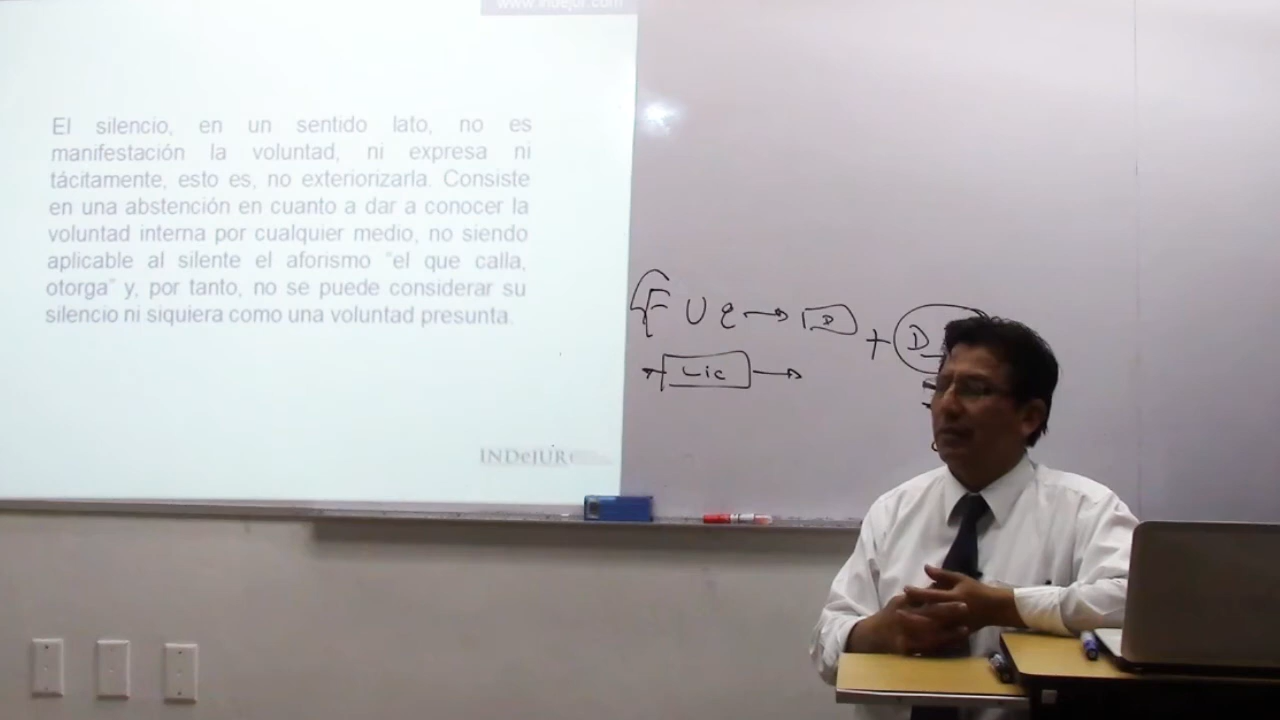 www.indejur.com
El silencio, en un sentido lato, no es
manifestación la voluntad, ni expresa ni
tácitamente, esto es, no exteriorizarla. Consiste
en una abstención en cuanto a dar a conocer la
voluntad interna por cualquier medio, no siendo
aplicable al silente el aforismo “el que calla,
otorga” y, por tanto, no se puede considerar su
silencio ni siquiera como una voluntad presunta.
INDeJUR
F U e → D + D
Lic →